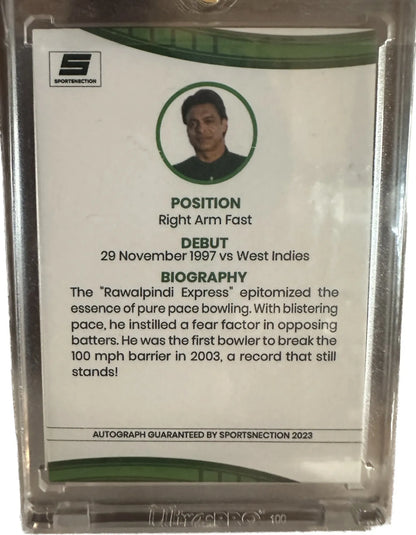 SPORTSNECTION
POSITION
Right Arm Fast
DEBUT
29 November 1997 vs West Indies
BIOGRAPHY
The "Rawalpindi Express" epitomized the
essence of pure pace bowling. With blistering
pace, he instilled a fear factor in opposing
batters. He was the first bowler to break the
100 mph barrier in 2003, a record that still
stands!
AUTOGRAPH GUARANTEED BY SPORTSNECTION 2023
Ultra PRO 100